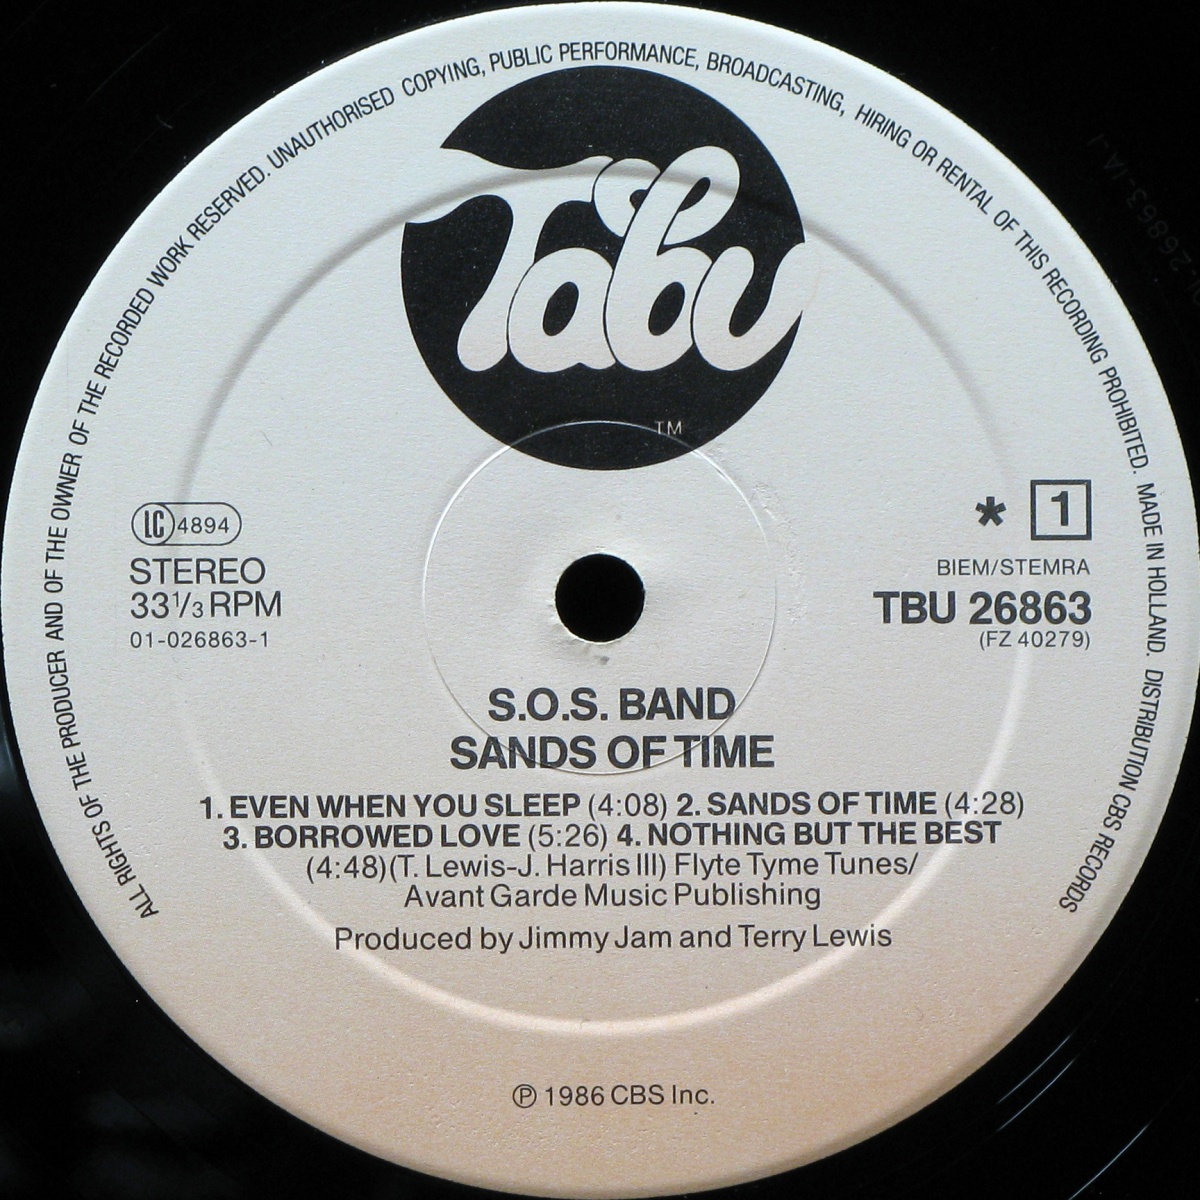 ALL RIGHTS OF THE PRODUCER AND OF THE OWNER OF THE RECORDED WORK RESERVED. UNAUTHORISED COPYING, PUBLIC PERFORMANCE, BROADCASTING, HIRING OR RENTAL OF THIS RECORDING PROHIBITED. MADE IN HOLLAND. DISTRIBUTION CBS RECORDS
Tabu
TM
LC 4894
STEREO
33 1/3 RPM
01-026863-1
* 1
BIEM/STEMRA
TBU 26863
(FZ 40279)
S.O.S. BAND
SANDS OF TIME
1. EVEN WHEN YOU SLEEP (4:08) 2. SANDS OF TIME (4:28)
3. BORROWED LOVE (5:26) 4. NOTHING BUT THE BEST
(4:48)(T. Lewis-J. Harris III) Flyte Tyme Tunes/
Avant Garde Music Publishing
Produced by Jimmy Jam and Terry Lewis
℗ 1986 CBS Inc.